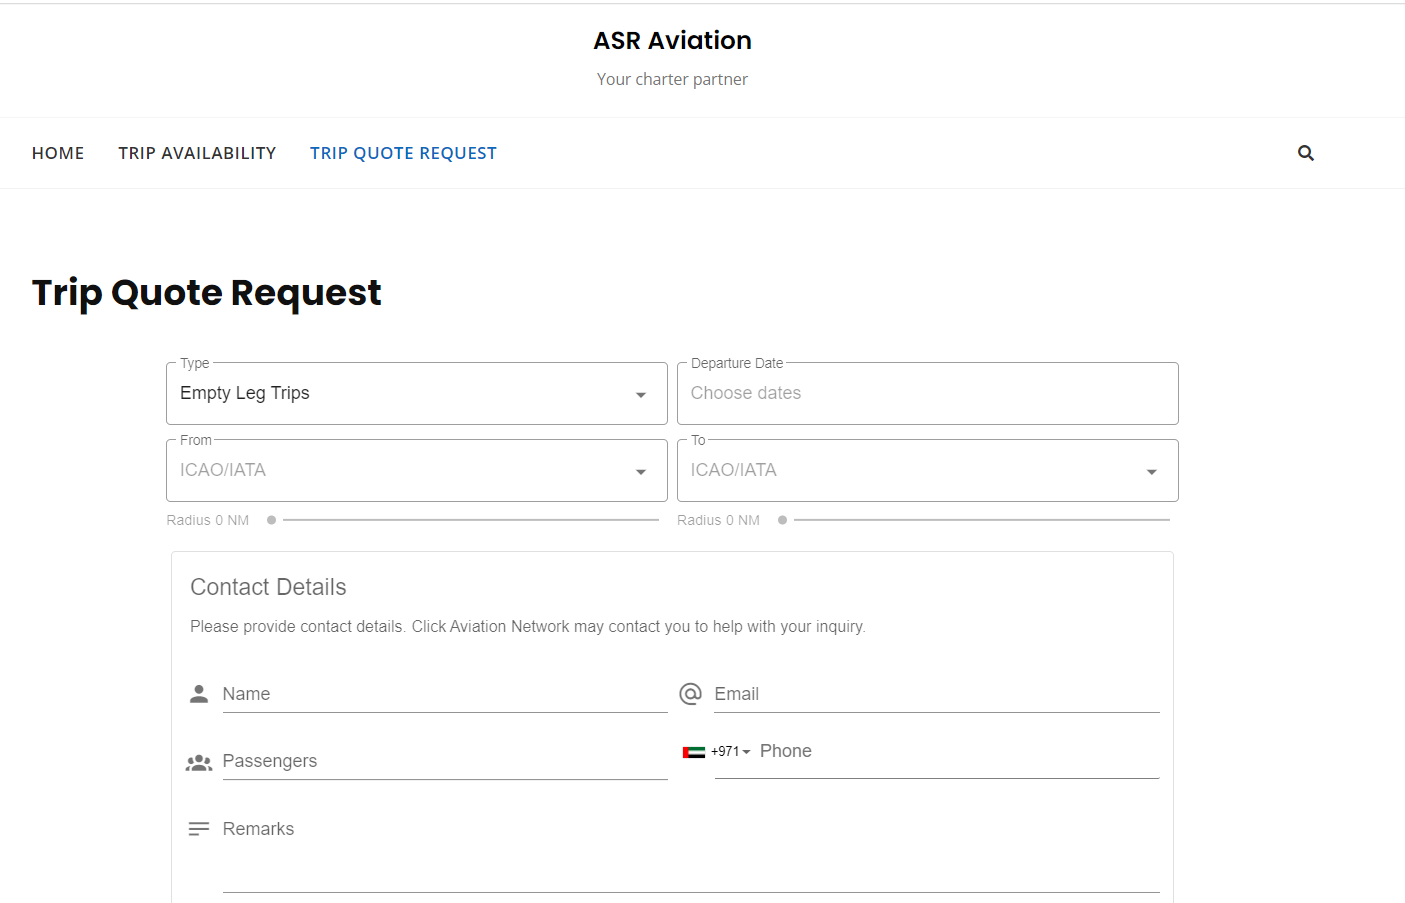 ASR Aviation
Your charter partner
HOME TRIP AVAILABILITY TRIP QUOTE REQUEST
Trip Quote Request
Type Departure Date
Empty Leg Trips Choose dates
From To
ICAO/IATA ICAO/IATA
Radius 0 NM Radius 0 NM
Contact Details
Please provide contact details. Click Aviation Network may contact you to help with your inquiry.
Name Email
Passengers +971 Phone
Remarks